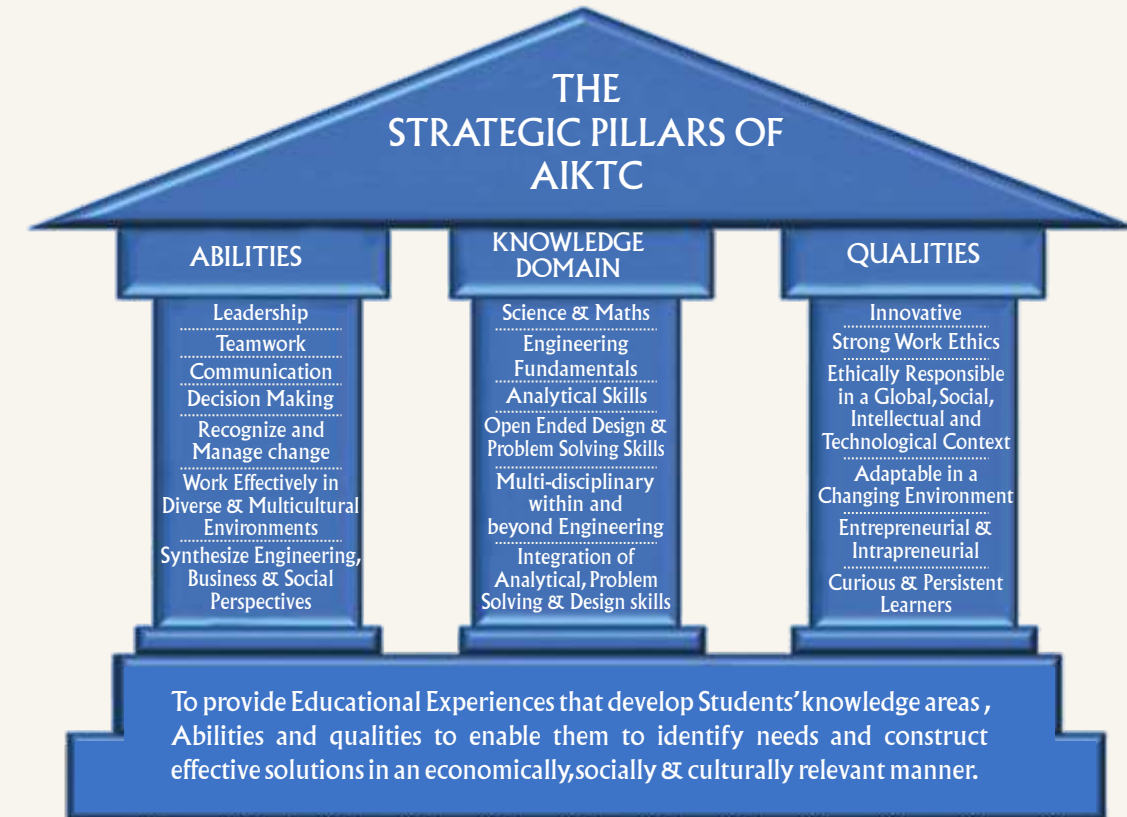 THE
STRATEGIC PILLARS OF
AIKTC
ABILITIES
Leadership
Teamwork
Communication
Decision Making
Recognize and
Manage change
Work Effectively in
Diverse & Multicultural
Environments
Synthesize Engineering,
Business & Social
Perspectives
KNOWLEDGE
DOMAIN
Science & Maths
Engineering
Fundamentals
Analytical Skills
Open Ended Design &
Problem Solving Skills
Multi-disciplinary
within and
beyond Engineering
Integration of
Analytical, Problem
Solving & Design skills
QUALITIES
Innovative
Strong Work Ethics
Ethically Responsible
in a Global, Social,
Intellectual and
Technological Context
Adaptable in a
Changing Environment
Entrepreneurial &
Intrapreneurial
Curious & Persistent
Learners
To provide Educational Experiences that develop Students' knowledge areas ,
Abilities and qualities to enable them to identify needs and construct
effective solutions in an economically,socially & culturally relevant manner.